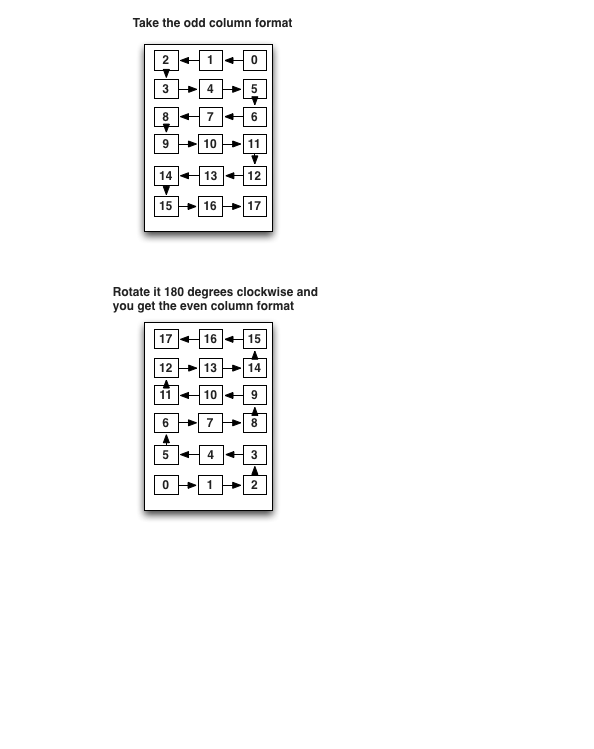 Take the odd column format
2 1 0
3 4 5
8 7 6
9 10 11
14 13 12
15 16 17
Rotate it 180 degrees clockwise and
you get the even column format
17 16 15
12 13 14
11 10 9
6 7 8
5 4 3
0 1 2